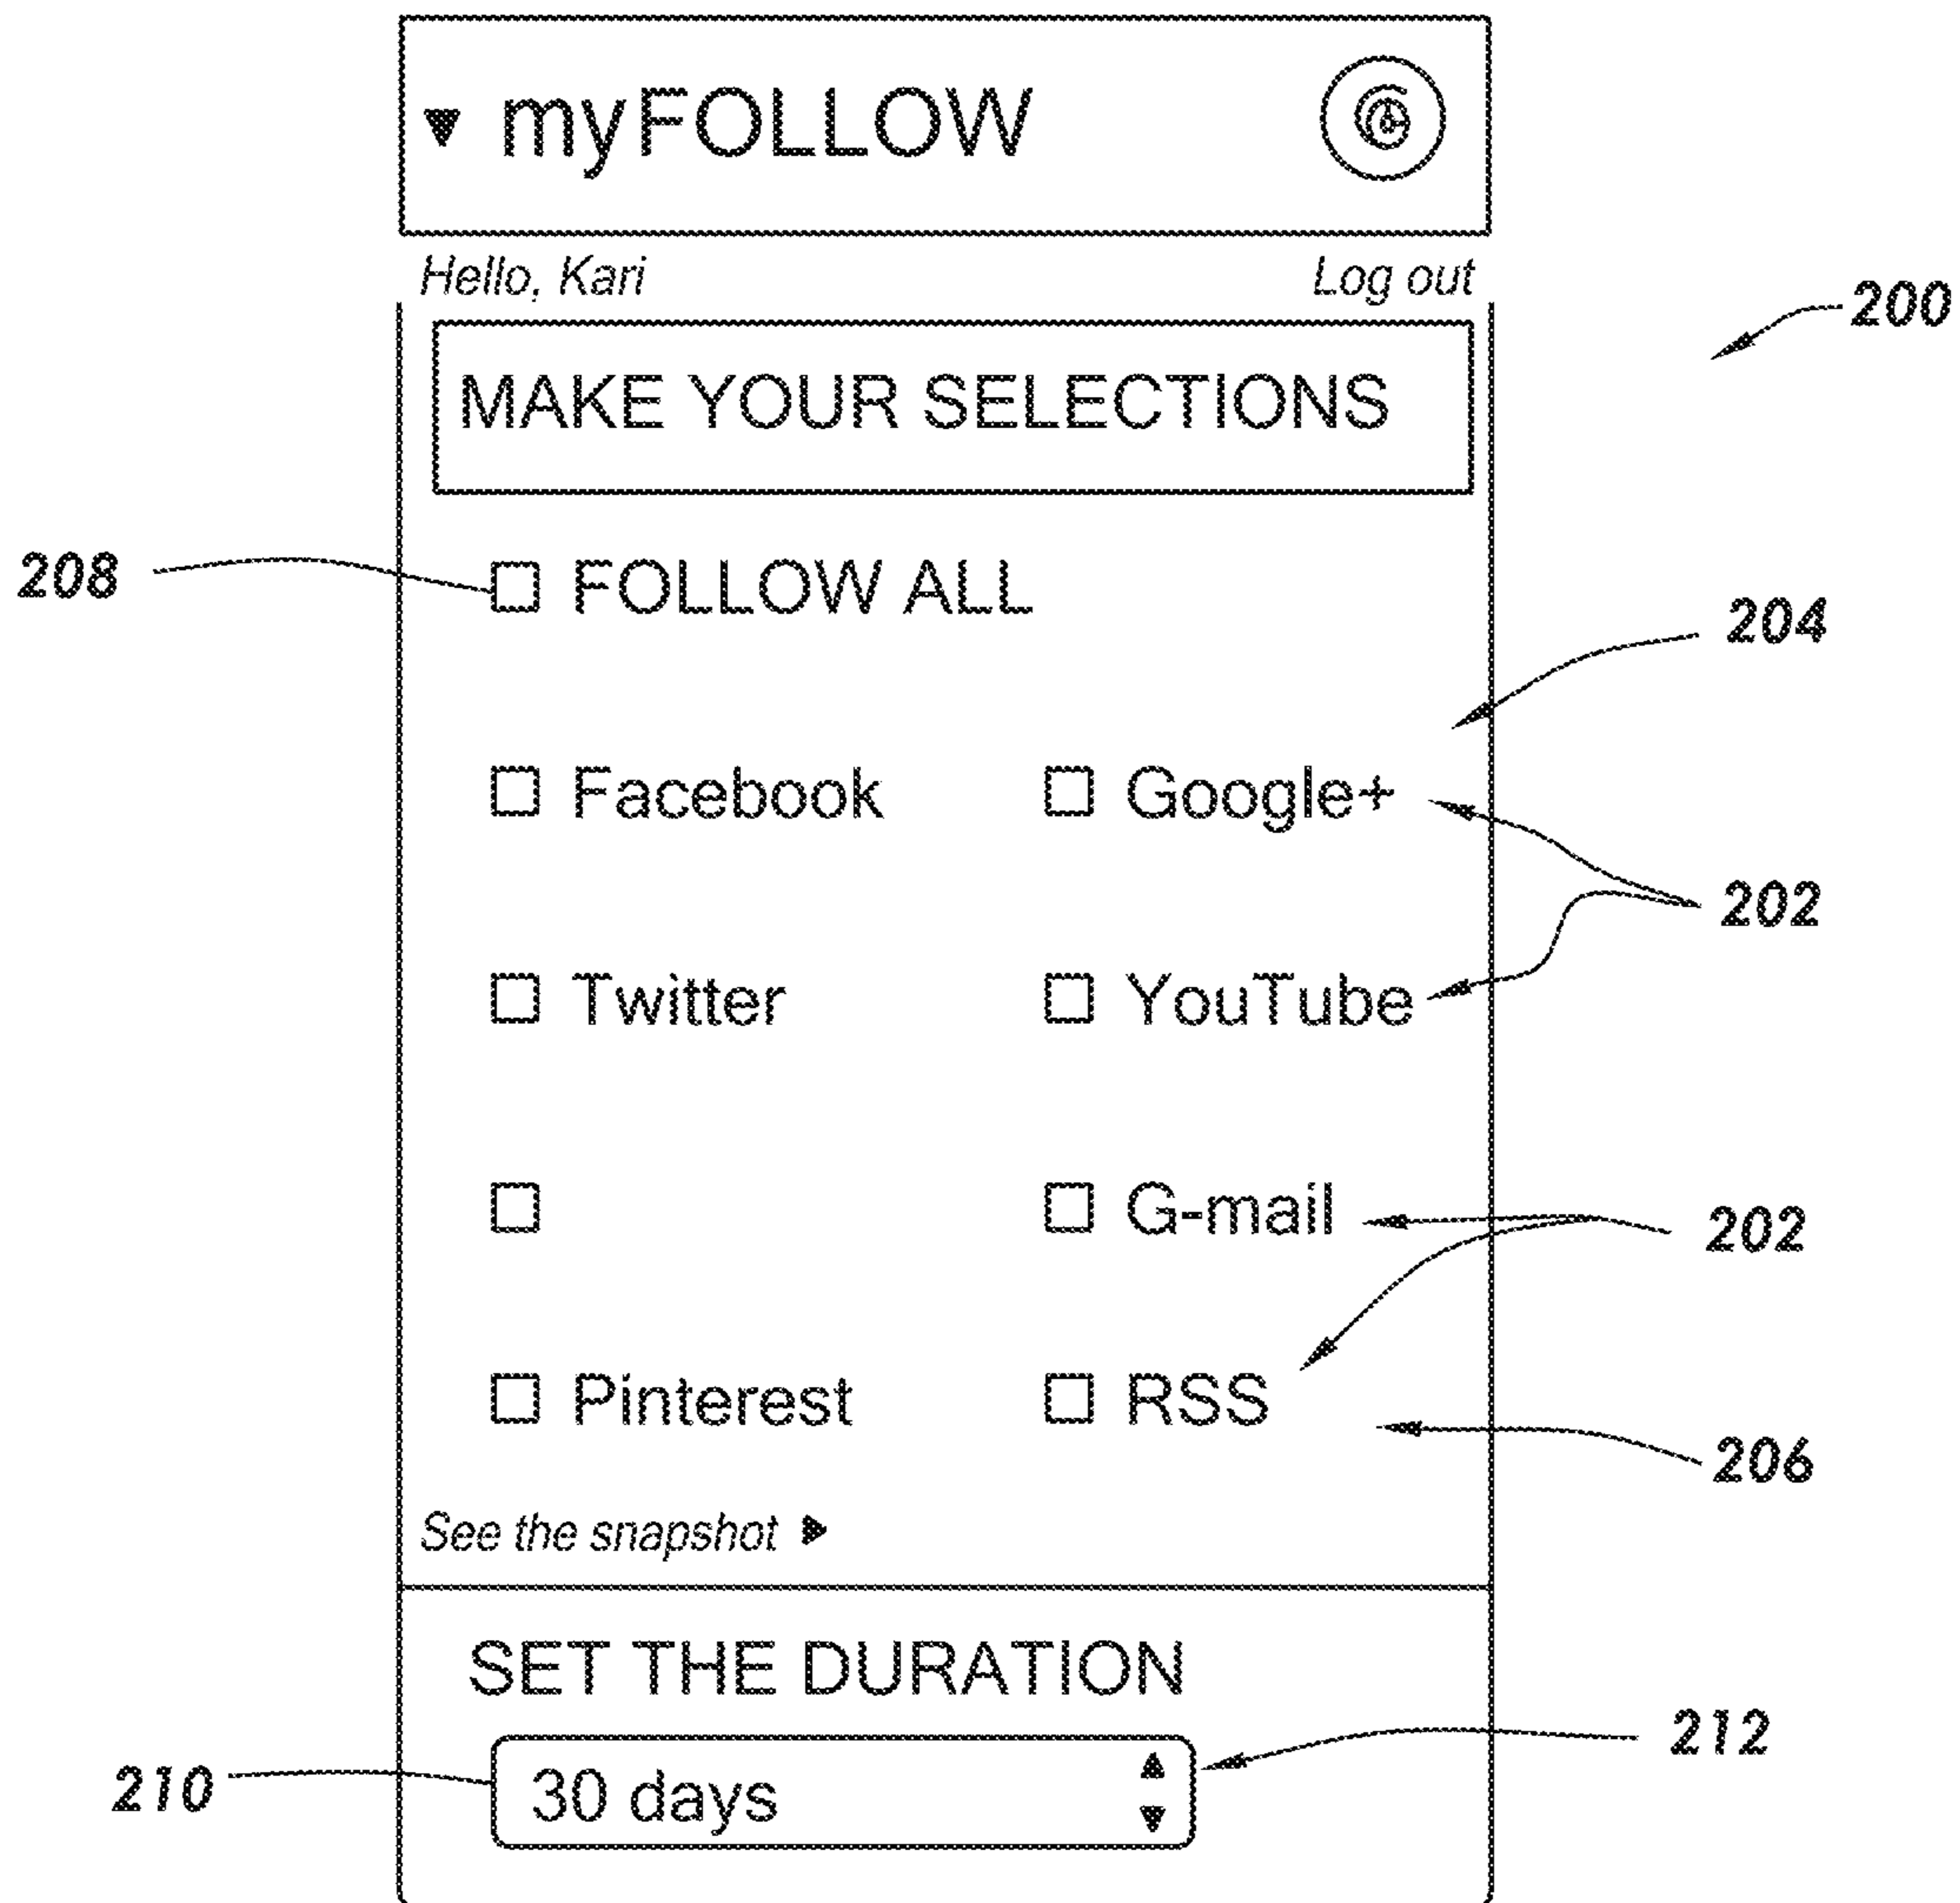 myFOLLOW
Hello, Kari Log out
200
MAKE YOUR SELECTIONS
208 FOLLOW ALL
204
Facebook Google+
202
Twitter YouTube
G-mail
202
Pinterest RSS
206
See the snapshot
SET THE DURATION
212
210 30 days